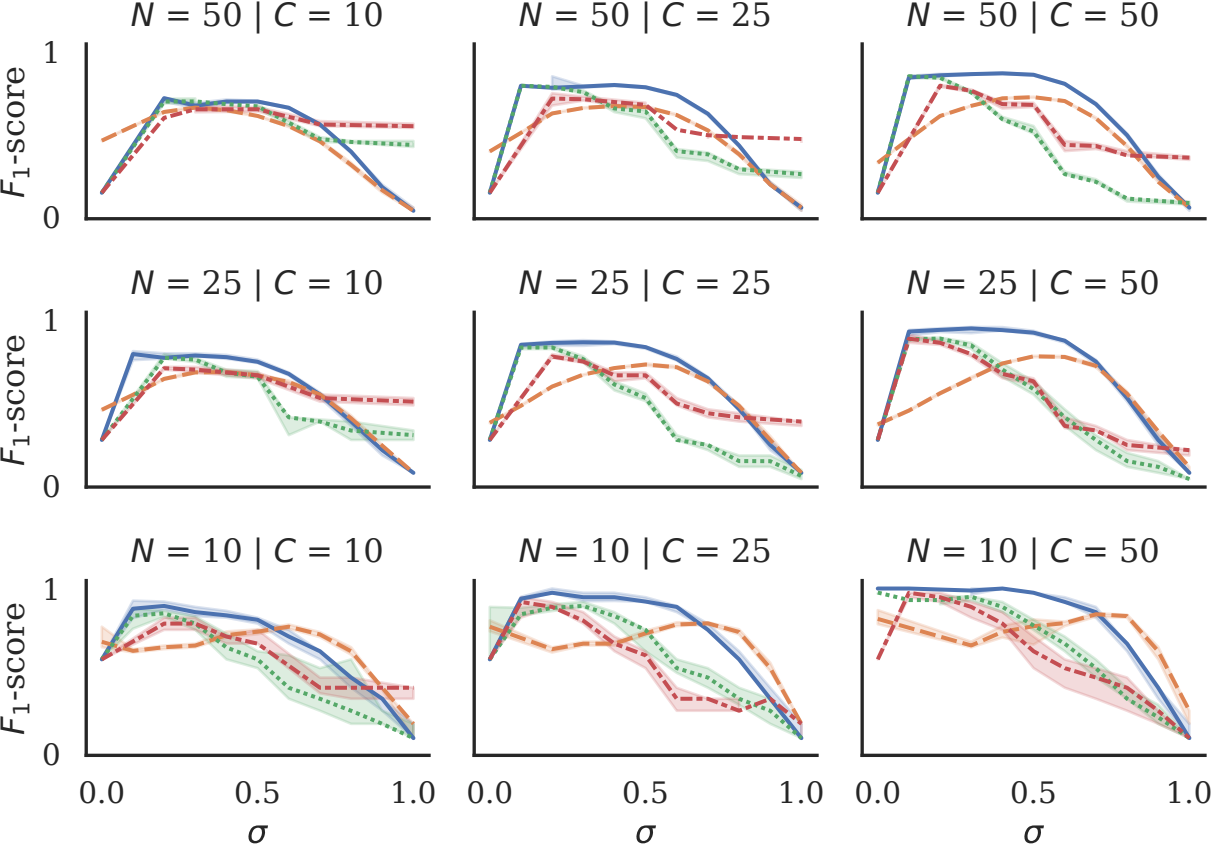 N = 50 | C = 10
N = 50 | C = 25
N = 50 | C = 50
F₁-score
1
0
N = 25 | C = 10
N = 25 | C = 25
N = 25 | C = 50
F₁-score
1
0
N = 10 | C = 10
N = 10 | C = 25
N = 10 | C = 50
F₁-score
1
0
0.0 0.5 1.0
0.0 0.5 1.0
0.0 0.5 1.0
σ
σ
σ